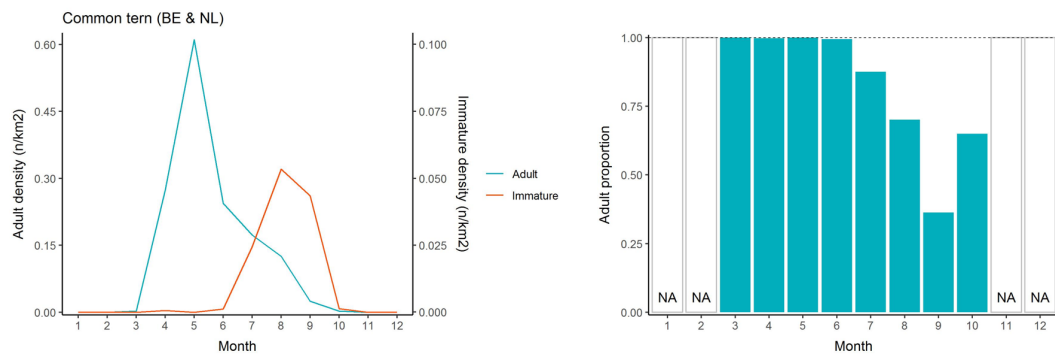 Common tern (BE & NL)
Adult density (n/km2)
0.60
0.45
0.30
0.15
0.00
0.100
0.075
0.050
0.025
0.000
Immature density (n/km2)
1 2 3 4 5 6 7 8 9 10 11 12
Month
Adult
Immature
Adult proportion
1.00
0.75
0.50
0.25
0.00
NA NA NA NA
1 2 3 4 5 6 7 8 9 10 11 12
Month